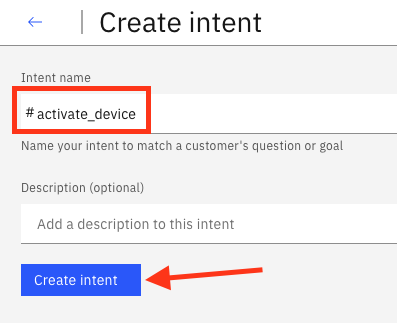 Create intent
Intent name
# activate_device
Name your intent to match a customer's question or goal
Description (optional)
Add a description to this intent
Create intent